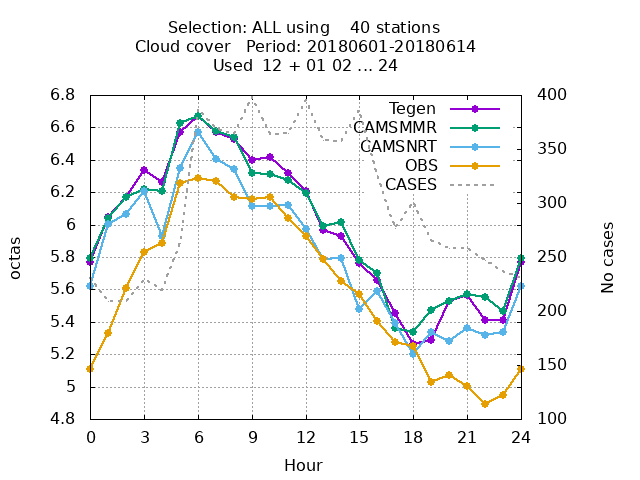 Selection: ALL using    40 stations
Cloud cover   Period: 20180601-20180614
Used  12 + 01 02 ... 24
Tegen
CAMSMMR
CAMSNRT
OBS
CASES
octas
6.8
6.6
6.4
6.2
6
5.8
5.6
5.4
5.2
5
4.8
400
350
300
250
200
150
100
No cases
0 3 6 9 12 15 18 21 24
Hour